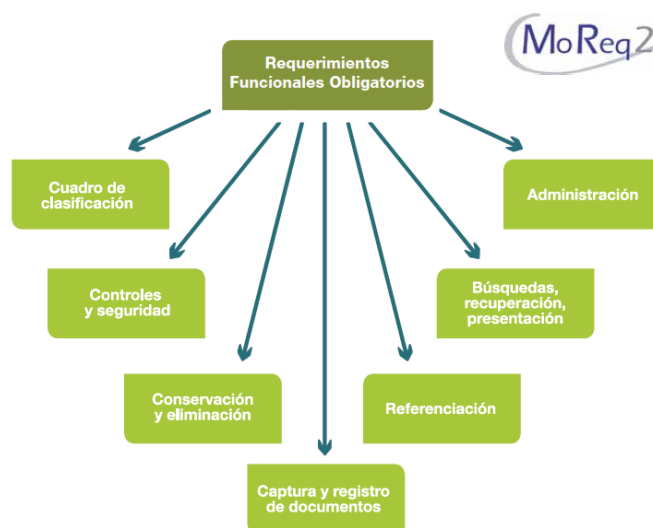 MoReq2
Requerimientos
Funcionales Obligatorios
Cuadro de
clasificación
Administración
Controles
y seguridad
Búsquedas,
recuperación,
presentación
Conservación
y eliminación
Referenciación
Captura y registro
de documentos